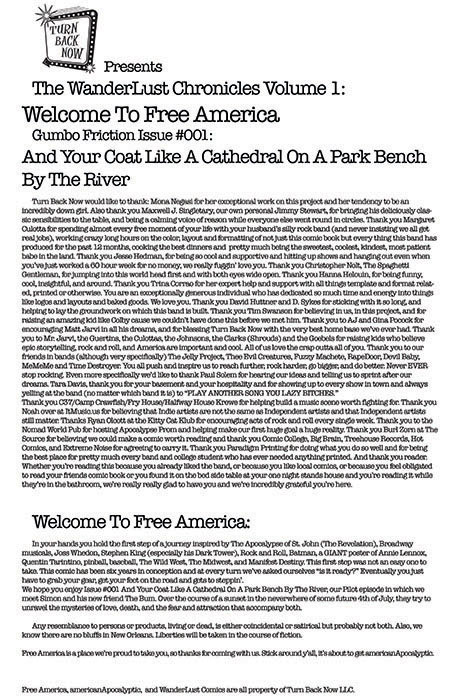 TURN
BACK
NOW
Presents
The WanderLust Chronicles Volume 1:
Welcome To Free America
Gumbo Friction Issue #001:
And Your Coat Like A Cathedral On A Park Bench
By The River
Turn Back Now would like to thank: Mona Negasi for her exceptional work on this project and her tendency to be an
incredibly down girl. Also thank you Maxwell J. Singletary, our own personal Jimmy Stewart, for bringing his deliciously clas-
sic sensibilities to the table, and being a calming voice of reason while everyone else went round in circles. Thank you Margaret
Culotta for spending almost every free moment of your life with your husband's silly rock band (and never insisting we all get
real jobs), working crazy long hours on the color, layout and formatting of not just this comic book but every thing this band has
produced for the past 12 months, cooking the best dinners and pretty much being the sweetest, coolest, kindest, most patient
babe in the land. Thank you Jesse Hedman, for being so cool and supportive and hitting up shows and hanging out even when
you've just worked a 60 hour week for no money, we really fuggin' love you. Thank you Christopher Nolt, The Spaghetti
Gentleman, for jumping into this world head first and with both eyes wide open. Thank you Hanna Helouin, for being funny,
cool, insightful, and around. Thank you Trina Corrao for her expert help and support with all things template and format relat-
ed, printed or otherwise. You are an exceptionally generous individual who has dedicated so much time and energy into things
like logos and layouts and baked goods. We love you. Thank you David Huttner and D. Sykes for sticking with it so long, and
helping to lay the groundwork on which this band is built. Thank you Tim Swanson for believing in us, in this project, and for
raising an amazing kid like Colby cause we couldn't have done this before we met him. Thank you to AJ and Gina Pocock for
encouraging Matt Jarvi in all his dreams, and for blessing Turn Back Now with the very best home base we've ever had. Thank
you to Mr. Jarvi, the Guertins, the Culottas, the Johnsons, the Clarks (Shrouds) and the Goebels for raising kids who believe
epic storytelling, rock and roll, and America are important and cool. All of us love the crap outta all of you. Thank you to our
friends in bands (although very specifically) The Jelly Project, Thee Evil Creatures, Fuzzy Machete, RapeDoor, Devil Baby,
MeMeMe and Time Destroyer. You all push and inspire us to reach further, rock harder, go bigger, and do better. Never EVER
stop rocking. Even more specifically we'd like to thank Paul Solem for hearing our ideas and telling us to sprint after our
dreams. Tara Davis, thank you for your basement and your hospitality and for showing up to every show in town and always
yelling at the band (no matter which band it is) to "PLAY ANOTHER SONG YOU LAZY BITCHES."
Thank you C37/Camp Crawfish/Fry House/Halfway House Krewe for helping build a music scene worth fighting for. Thank you
Noah over at ItMusic.us for believing that Indie artists are not the same as Independent artists and that Independent artists
still matter. Thanks Ryan Olcott at the Kitty Cat Klub for encouraging acts of rock and roll every single week. Thank you to the
Nomad World Pub for hosting Apocalypse Prom and helping make our first huge goal a huge reality. Thank you Burl Zorn at The
Source for believing we could make a comic worth reading and thank you Comic College, Big Brain, Treehouse Records, Hot
Comics, and Extreme Noise for agreeing to carry it. Thank you Paradigm Printing for doing what you do so well and for being
the best place for pretty much every band and college student who has ever needed anything printed. And thank you reader.
Whether you're reading this because you already liked the band, or because you like local comics, or because you feel obligated
to read your friends comic book or you found it on the bed side table at your one night stands house and you're reading it while
they're in the bathroom, we're really really glad to have you and we're incredibly grateful you're here.
Welcome To Free America:
In your hands you hold the first step of a journey inspired by The Apocalypse of St. John (The Revelation), Broadway
musicals, Joss Whedon, Stephen King (especially his Dark Tower), Rock and Roll, Batman, a GIANT poster of Annie Lennox,
Quentin Tarintino, pinball, baseball, The Wild West, The Midwest, and Manifest Destiny. This first step was not an easy one to
take. This comic has been six years in conception and at every turn we've asked ourselves "is it ready?" Eventually you just
have to grab your gear, get your foot on the road and gets to steppin'.
We hope you enjoy Issue #001 And Your Coat Like A Cathedral On A Park Bench By The River, our Pilot episode in which we
meet Simon and his new friend The Bum. Over the course of a sunset in the neverwhere of some future 4th of July, they try to
unravel the mysteries of love, death, and the fear and attraction that accompany both.
Any resemblance to persons or products, living or dead, is either coincidental or satirical but probably not both. Also, we
know there are no bluffs in New Orleans. Liberties will be taken in the course of fiction.
Free America is a place we're proud to take you, so thanks for coming with us. Stick around y'all, it's about to get americanApocalyptic.
Free America, americanApocalyptic, and WanderLust Comics are all property of Turn Back Now LLC.